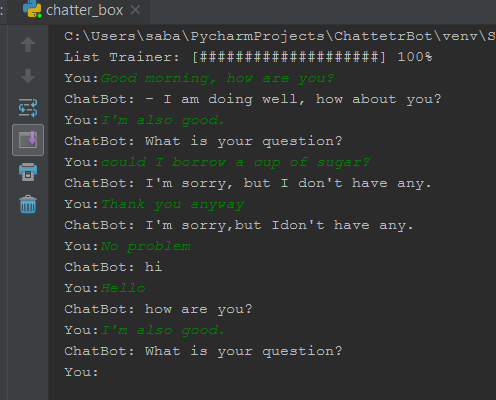 chatter_box
C:\Users\saba\PycharmProjects\ChattetrBot\venv\S
List Trainer: [####################] 100%
You:Good morning, how are you?
ChatBot: - I am doing well, how about you?
You:I'm also good.
ChatBot: What is your question?
You:could I borrow a cup of sugar?
ChatBot: I'm sorry, but I don't have any.
You:Thank you anyway
ChatBot: I'm sorry,but Idon't have any.
You:No problem
ChatBot: hi
You:Hello
ChatBot: how are you?
You:I'm also good.
ChatBot: What is your question?
You: